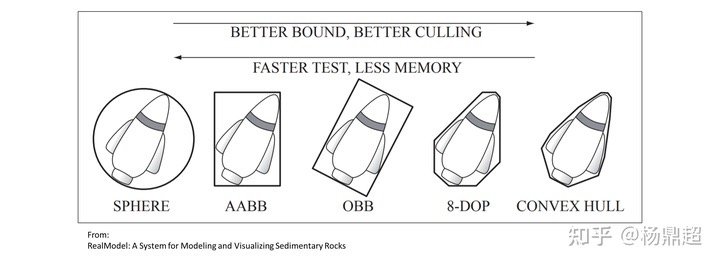 BETTER BOUND, BETTER CULLING
FASTER TEST, LESS MEMORY
SPHERE AABB OBB 8-DOP CONVEX HULL
From:
RealModel: A System for Modeling and Visualizing Sedimentary Rocks
知乎 @杨鼎超